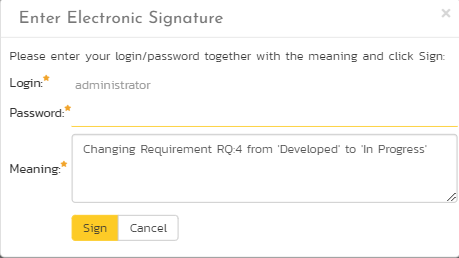 Enter Electronic Signature ×
Please enter your login/password together with the meaning and click Sign:
Login:* administrator
Password:*
Changing Requirement RQ:4 from 'Developed' to 'In Progress'
Meaning:*
Sign Cancel